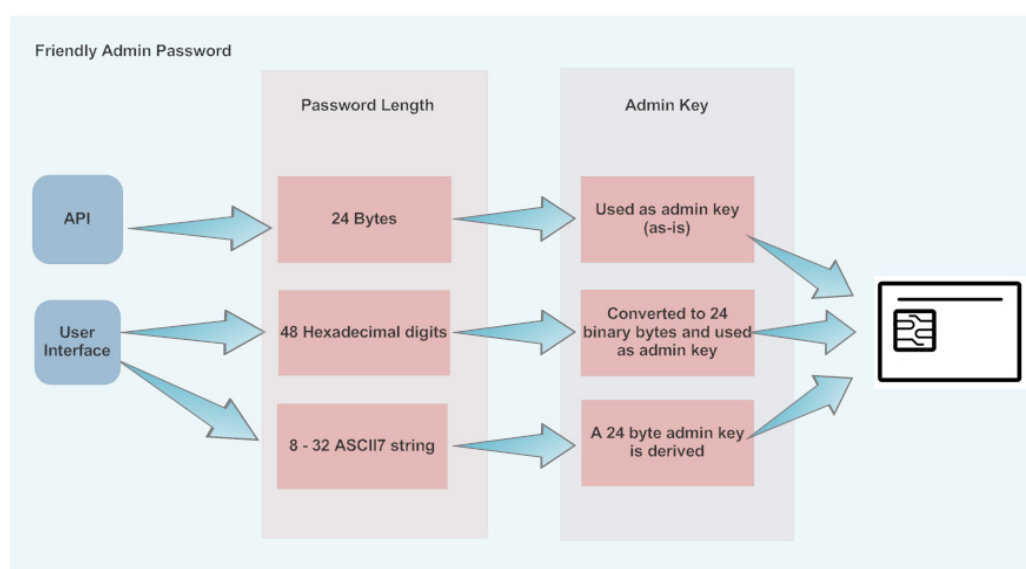 Friendly Admin Password
Password Length
Admin Key
API
24 Bytes
Used as admin key
(as-is)
User
Interface
48 Hexadecimal digits
Converted to 24
binary bytes and used
as admin key
8 - 32 ASCII7 string
A 24 byte admin key
is derived